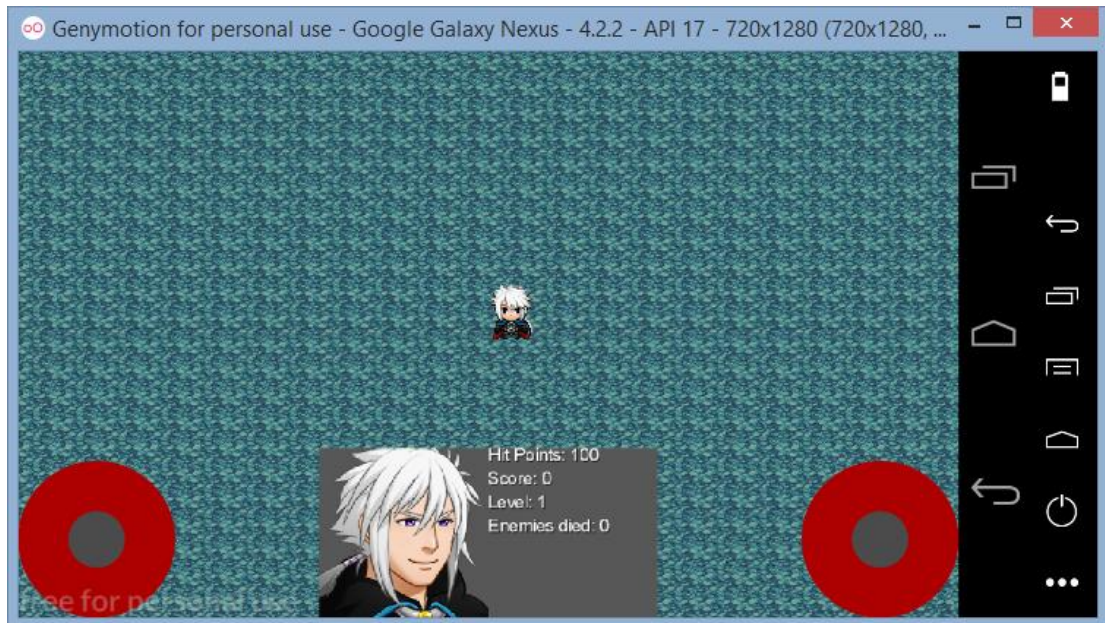 Genymotion for personal use - Google Galaxy Nexus - 4.2.2 - API 17 - 720x1280 (720x1280, ...
Hit Points: 100
Score: 0
Level: 1
Enemies died: 0
free for personal use